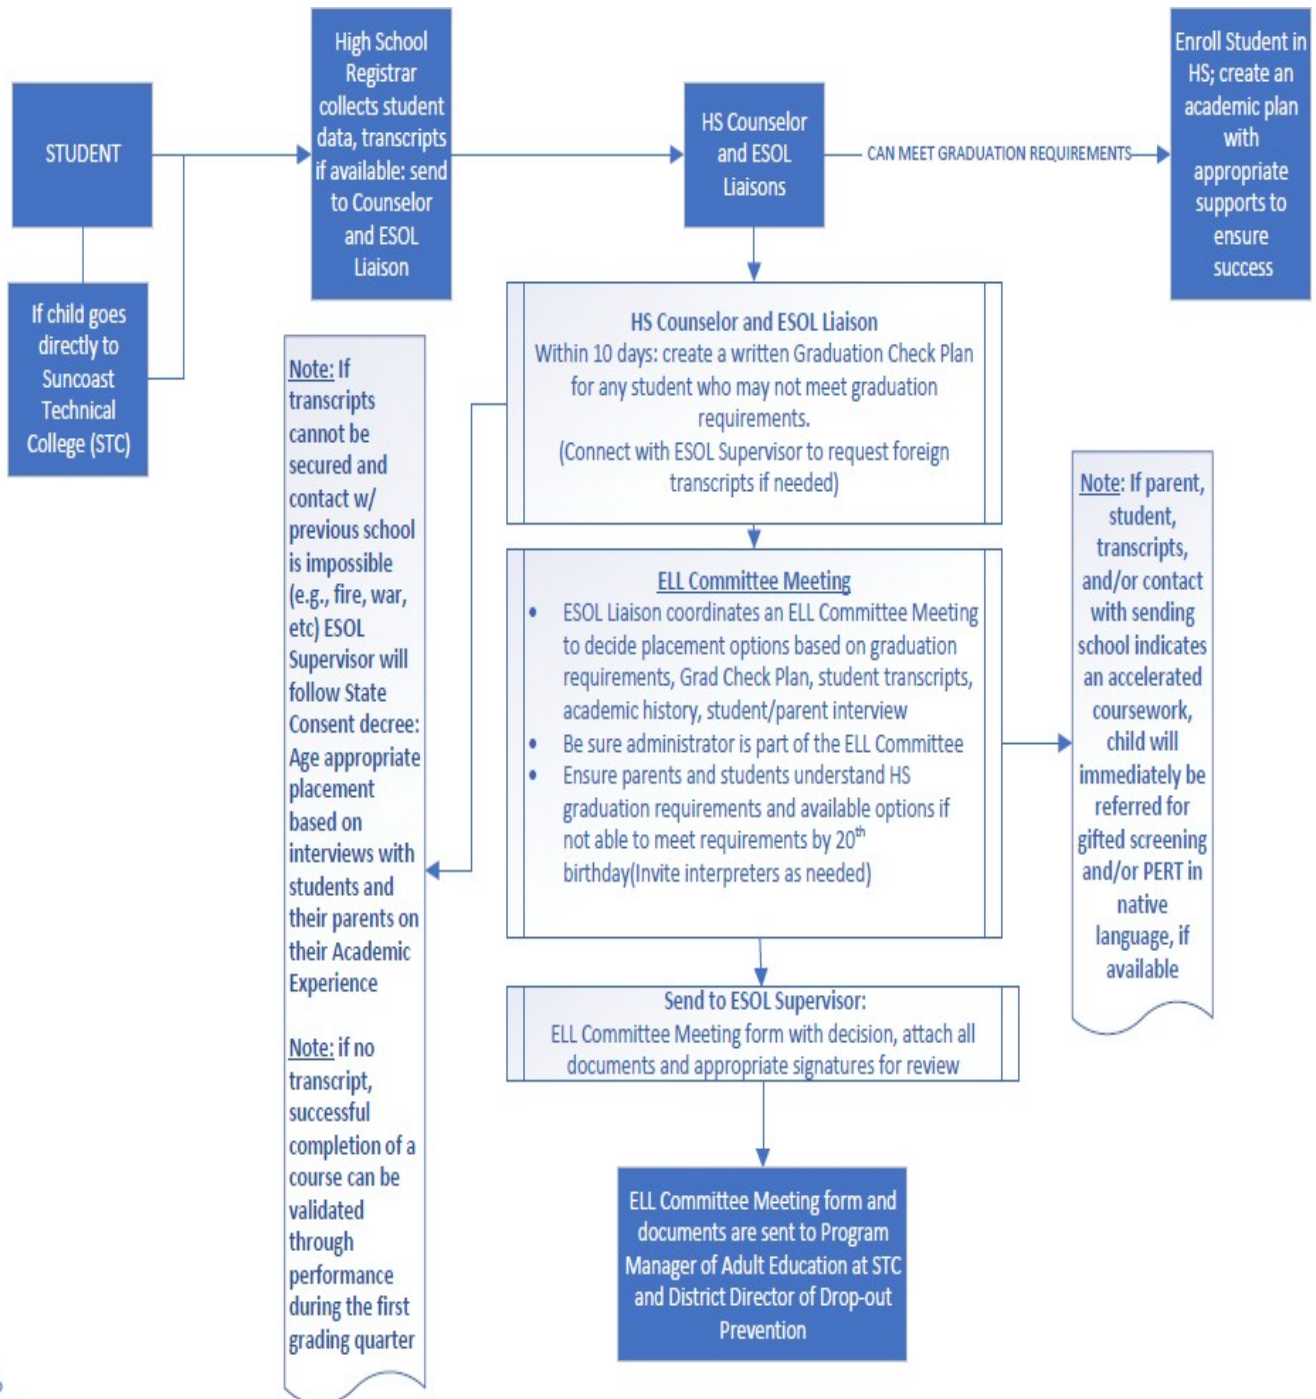 STUDENT
If child goes
directly to
Suncoast
Technical
College (STC)
High School
Registrar
collects student
data, transcripts
if available: send
to Counselor
and ESOL
Liaison
HS Counselor
and ESOL
Liaisons
CAN MEET GRADUATION REQUIREMENTS
Enroll Student in
HS; create an
academic plan
with
appropriate
supports to
ensure
success
HS Counselor and ESOL Liaison
Within 10 days: create a written Graduation Check Plan
for any student who may not meet graduation
requirements.
(Connect with ESOL Supervisor to request foreign
transcripts if needed)
Note: If
transcripts
cannot be
secured and
contact w/
previous school
is impossible
(e.g., fire, war,
etc) ESOL
Supervisor will
follow State
Consent decree:
Age appropriate
placement
based on
interviews with
students and
their parents on
their Academic
Experience
Note: if no
transcript,
successful
completion of a
course can be
validated
through
performance
during the first
grading quarter
ELL Committee Meeting
• ESOL Liaison coordinates an ELL Committee Meeting
to decide placement options based on graduation
requirements, Grad Check Plan, student transcripts,
academic history, student/parent interview
• Be sure administrator is part of the ELL Committee
• Ensure parents and students understand HS
graduation requirements and available options if
not able to meet requirements by 20th
birthday(Invite interpreters as needed)
Note: If parent,
student,
transcripts,
and/or contact
with sending
school indicates
an accelerated
coursework,
child will
immediately be
referred for
gifted screening
and/or PERT in
native
language, if
available
Send to ESOL Supervisor:
ELL Committee Meeting form with decision, attach all
documents and appropriate signatures for review
ELL Committee Meeting form and
documents are sent to Program
Manager of Adult Education at STC
and District Director of Drop-out
Prevention